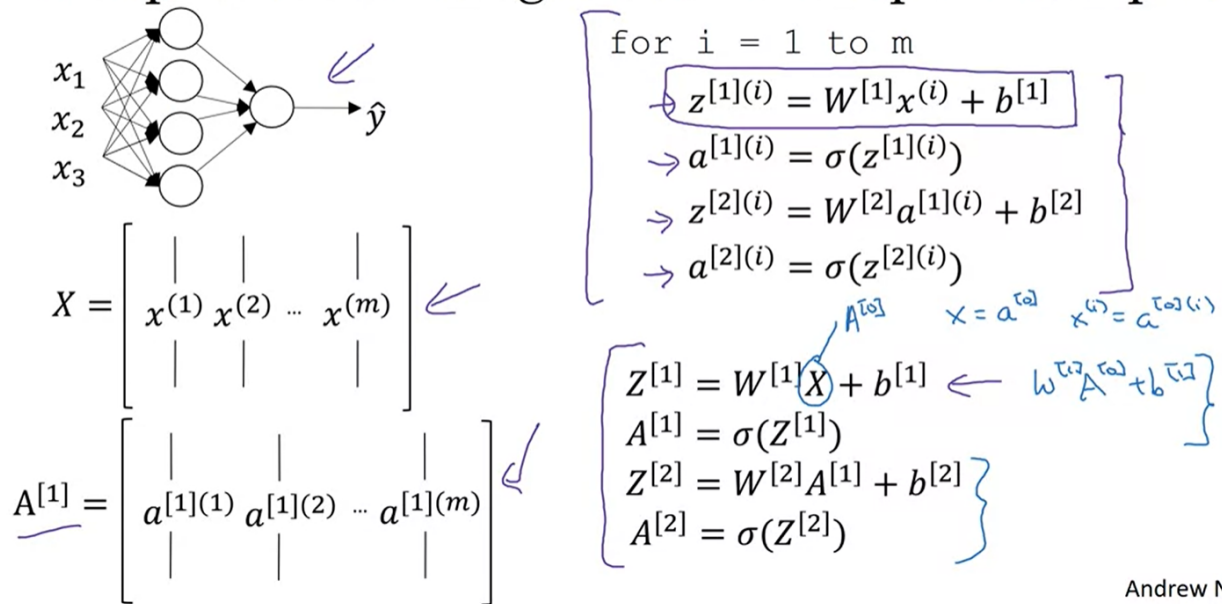 for i = 1 to m
z^[1](i) = W^[1]x^(i) + b^[1]
a^[1](i) = σ(z^[1](i))
z^[2](i) = W^[2]a^[1](i) + b^[2]
a^[2](i) = σ(z^[2](i))
x₁
x₂
x₃
ŷ
X = [ x^(1) x^(2) ... x^(m) ]
A^[1] = [ a^[1](1) a^[1](2) ... a^[1](m) ]
A^[0] x = a^[0] x^(i) = a^[0](i)
Z^[1] = W^[1]X + b^[1] ← W^[1]A^[0] + b^[1]
A^[1] = σ(Z^[1])
Z^[2] = W^[2]A^[1] + b^[2]
A^[2] = σ(Z^[2])
Andrew N